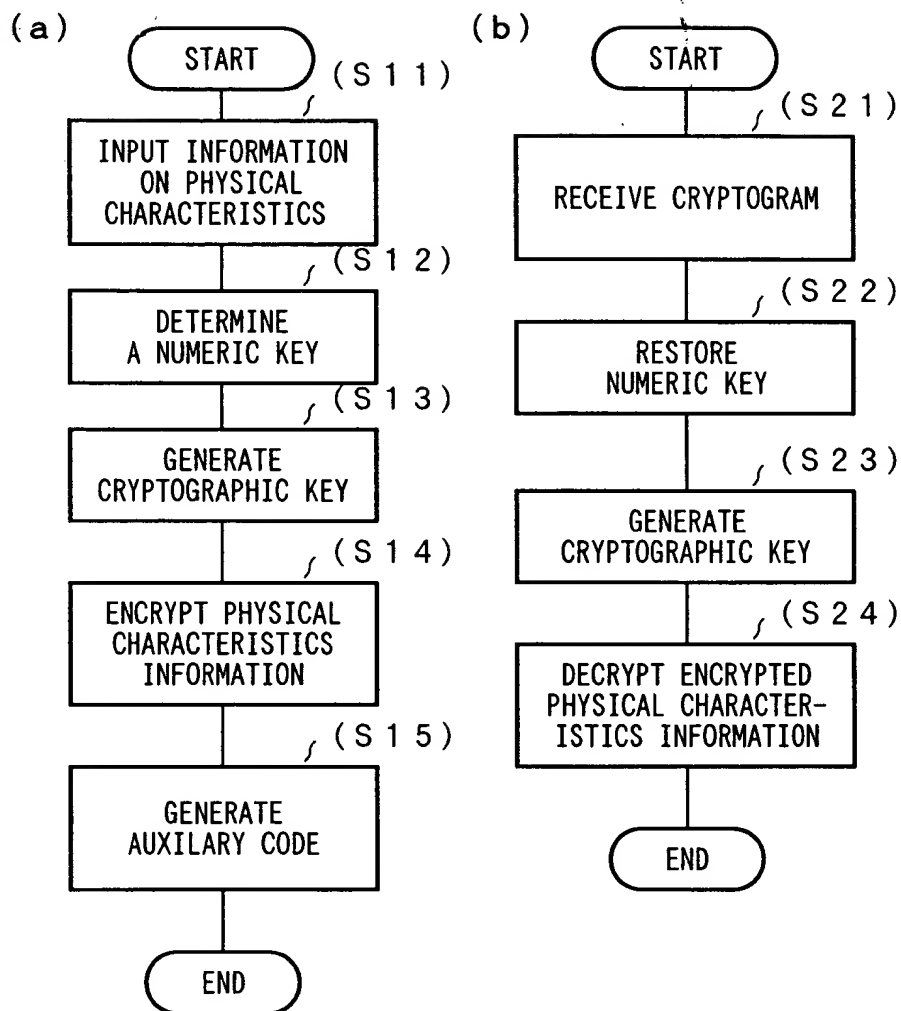 (a)
START
(S11)
INPUT INFORMATION
ON PHYSICAL
CHARACTERISTICS
(S12)
DETERMINE
A NUMERIC KEY
(S13)
GENERATE
CRYPTOGRAPHIC KEY
(S14)
ENCRYPT PHYSICAL
CHARACTERISTICS
INFORMATION
(S15)
GENERATE
AUXILARY CODE
END
(b)
START
(S21)
RECEIVE CRYPTOGRAM
(S22)
RESTORE
NUMERIC KEY
(S23)
GENERATE
CRYPTOGRAPHIC KEY
(S24)
DECRYPT ENCRYPTED
PHYSICAL CHARACTER-
ISTICS INFORMATION
END